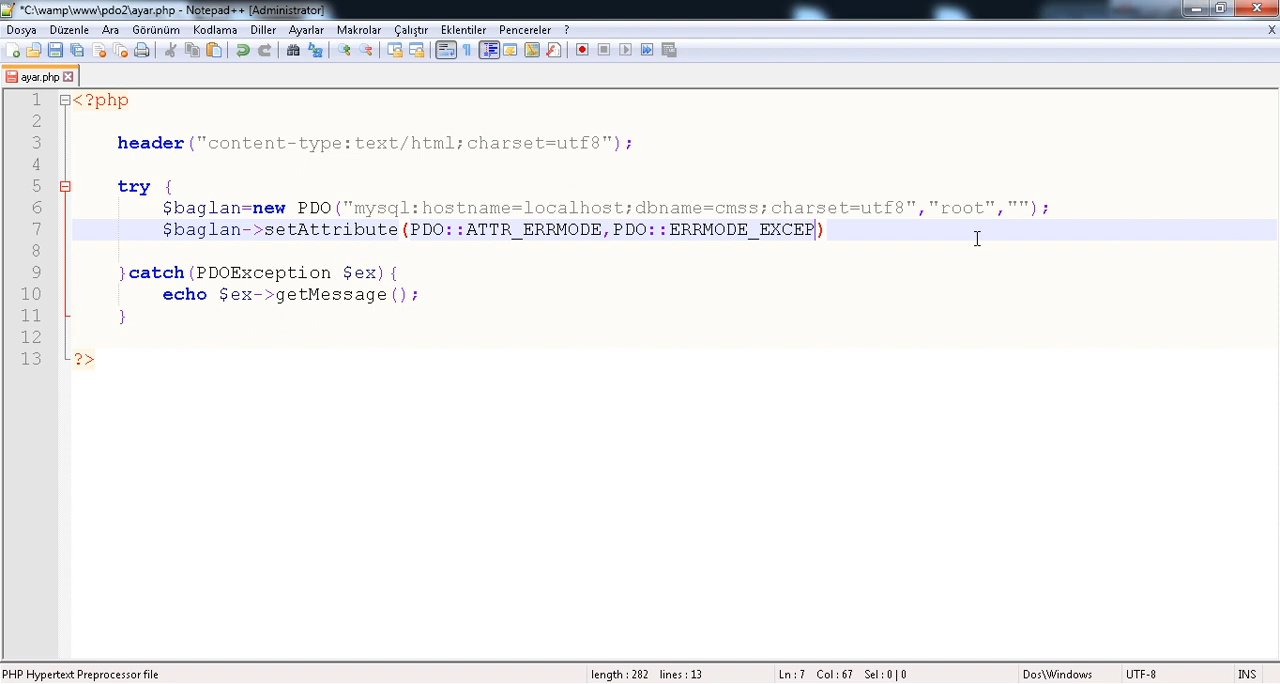 *C:\wamp\www\pdo2\ayar.php - Notepad++ [Administrator]
Dosya Düzenle Ara Görünüm Kodlama Diller Ayarlar Makrolar Çalıştır Eklentiler Pencereler ? X
ayar.php
1 <?php
2
3 header("content-type:text/html;charset=utf8");
4
5 try {
6 $baglan=new PDO("mysql:hostname=localhost;dbname=cmss;charset=utf8","root","");
7 $baglan->setAttribute(PDO::ATTR_ERRMODE,PDO::ERRMODE_EXCEP)
8
9 }catch(PDOException $ex){
10 echo $ex->getMessage();
11 }
12
13 ?>
PHP Hypertext Preprocessor file length : 282 lines : 13 Ln : 7 Col : 67 Sel : 0 | 0 Dos\Windows UTF-8 INS